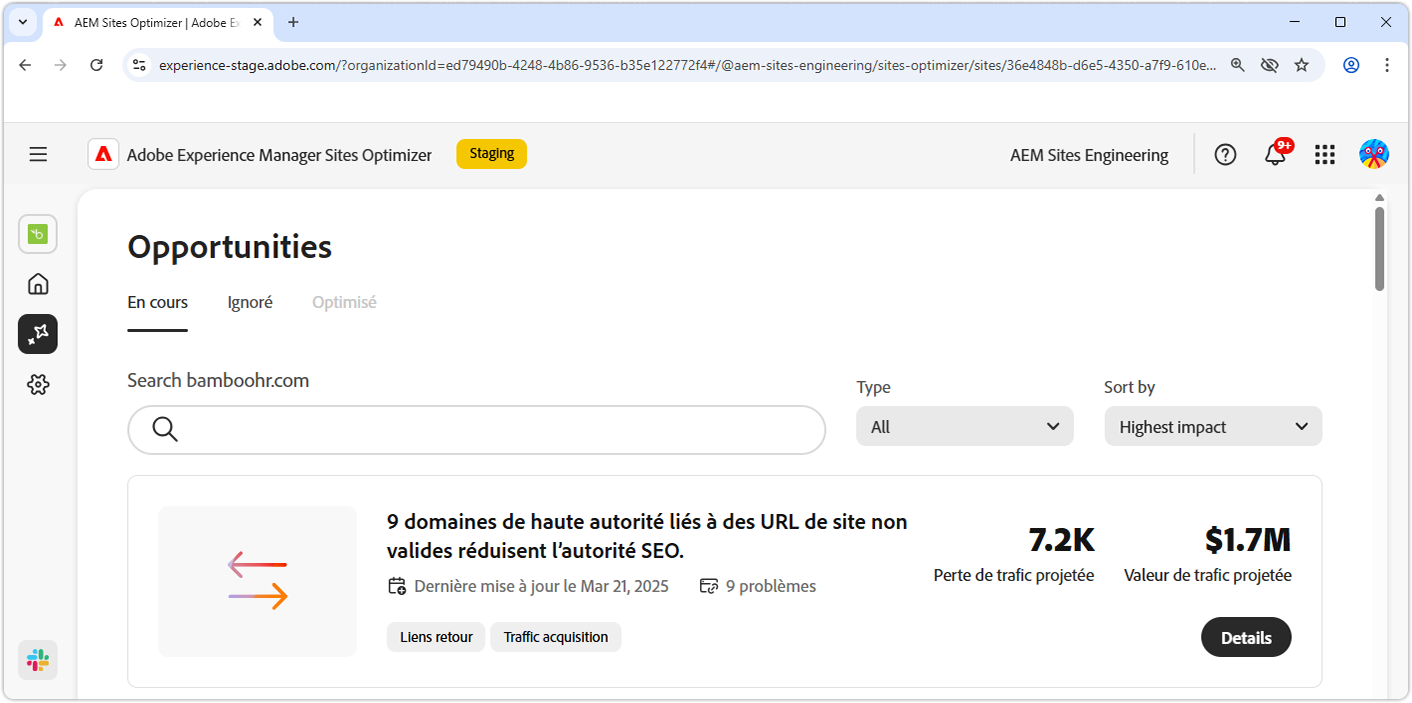 AEM Sites Optimizer | Adobe E
experience-stage.adobe.com/?organizationId=ed79490b-4248-4b86-9536-b35e122772f4#/@aem-sites-engineering/sites-optimizer/sites/36e4848b-d6e5-4350-a7f9-610e...
Adobe Experience Manager Sites Optimizer
Staging
AEM Sites Engineering
9+
Opportunities
En cours
Ignoré
Optimisé
Search bamboohr.com
Type
Sort by
All
Highest impact
9 domaines de haute autorité liés à des URL de site non
valides réduisent l’autorité SEO.
Dernière mise à jour le Mar 21, 2025
9 problèmes
Liens retour
Traffic acquisition
7.2K
Perte de trafic projetée
$1.7M
Valeur de trafic projetée
Details